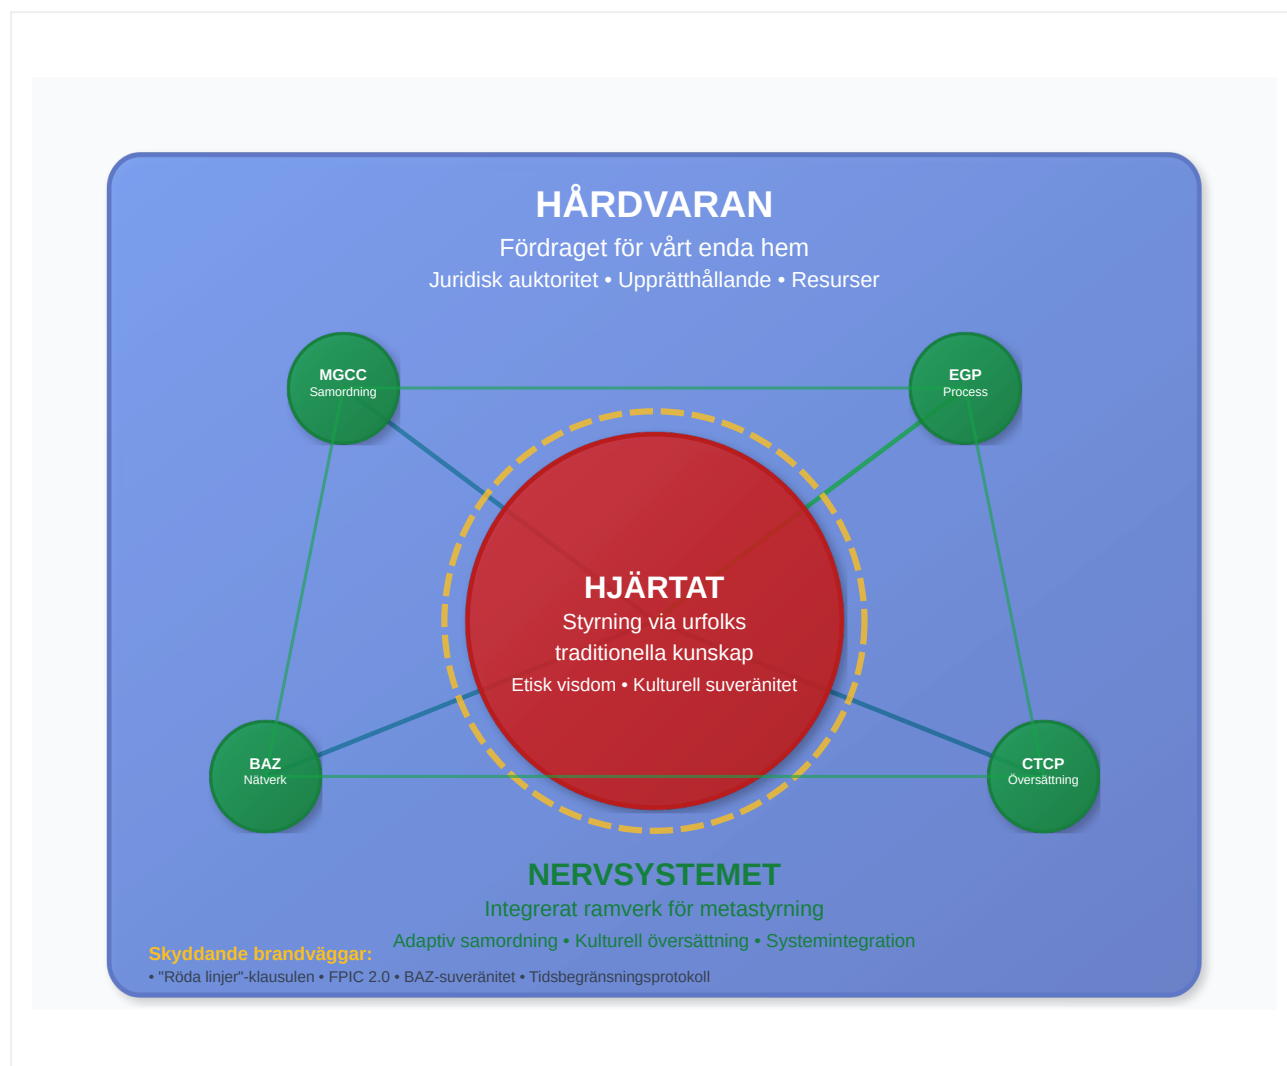 HÅRDVARAN
Fördraget för vårt enda hem
Juridisk auktoritet • Upprätthållande • Resurser
MGCC
Samordning
EGP
Process
HJÄRTAT
Styrning via urfolks
traditionella kunskap
Etisk visdom • Kulturell suveränitet
BAZ
Nätverk
CTCP
Översättning
NERVSYSTEMET
Integrerat ramverk för metastyrning
Adaptiv samordning • Kulturell översättning • Systemintegration
Skyddande brandväggar:
• "Röda linjer"-klausulen • FPIC 2.0 • BAZ-suveränitet • Tidsbegränsningsprotokoll